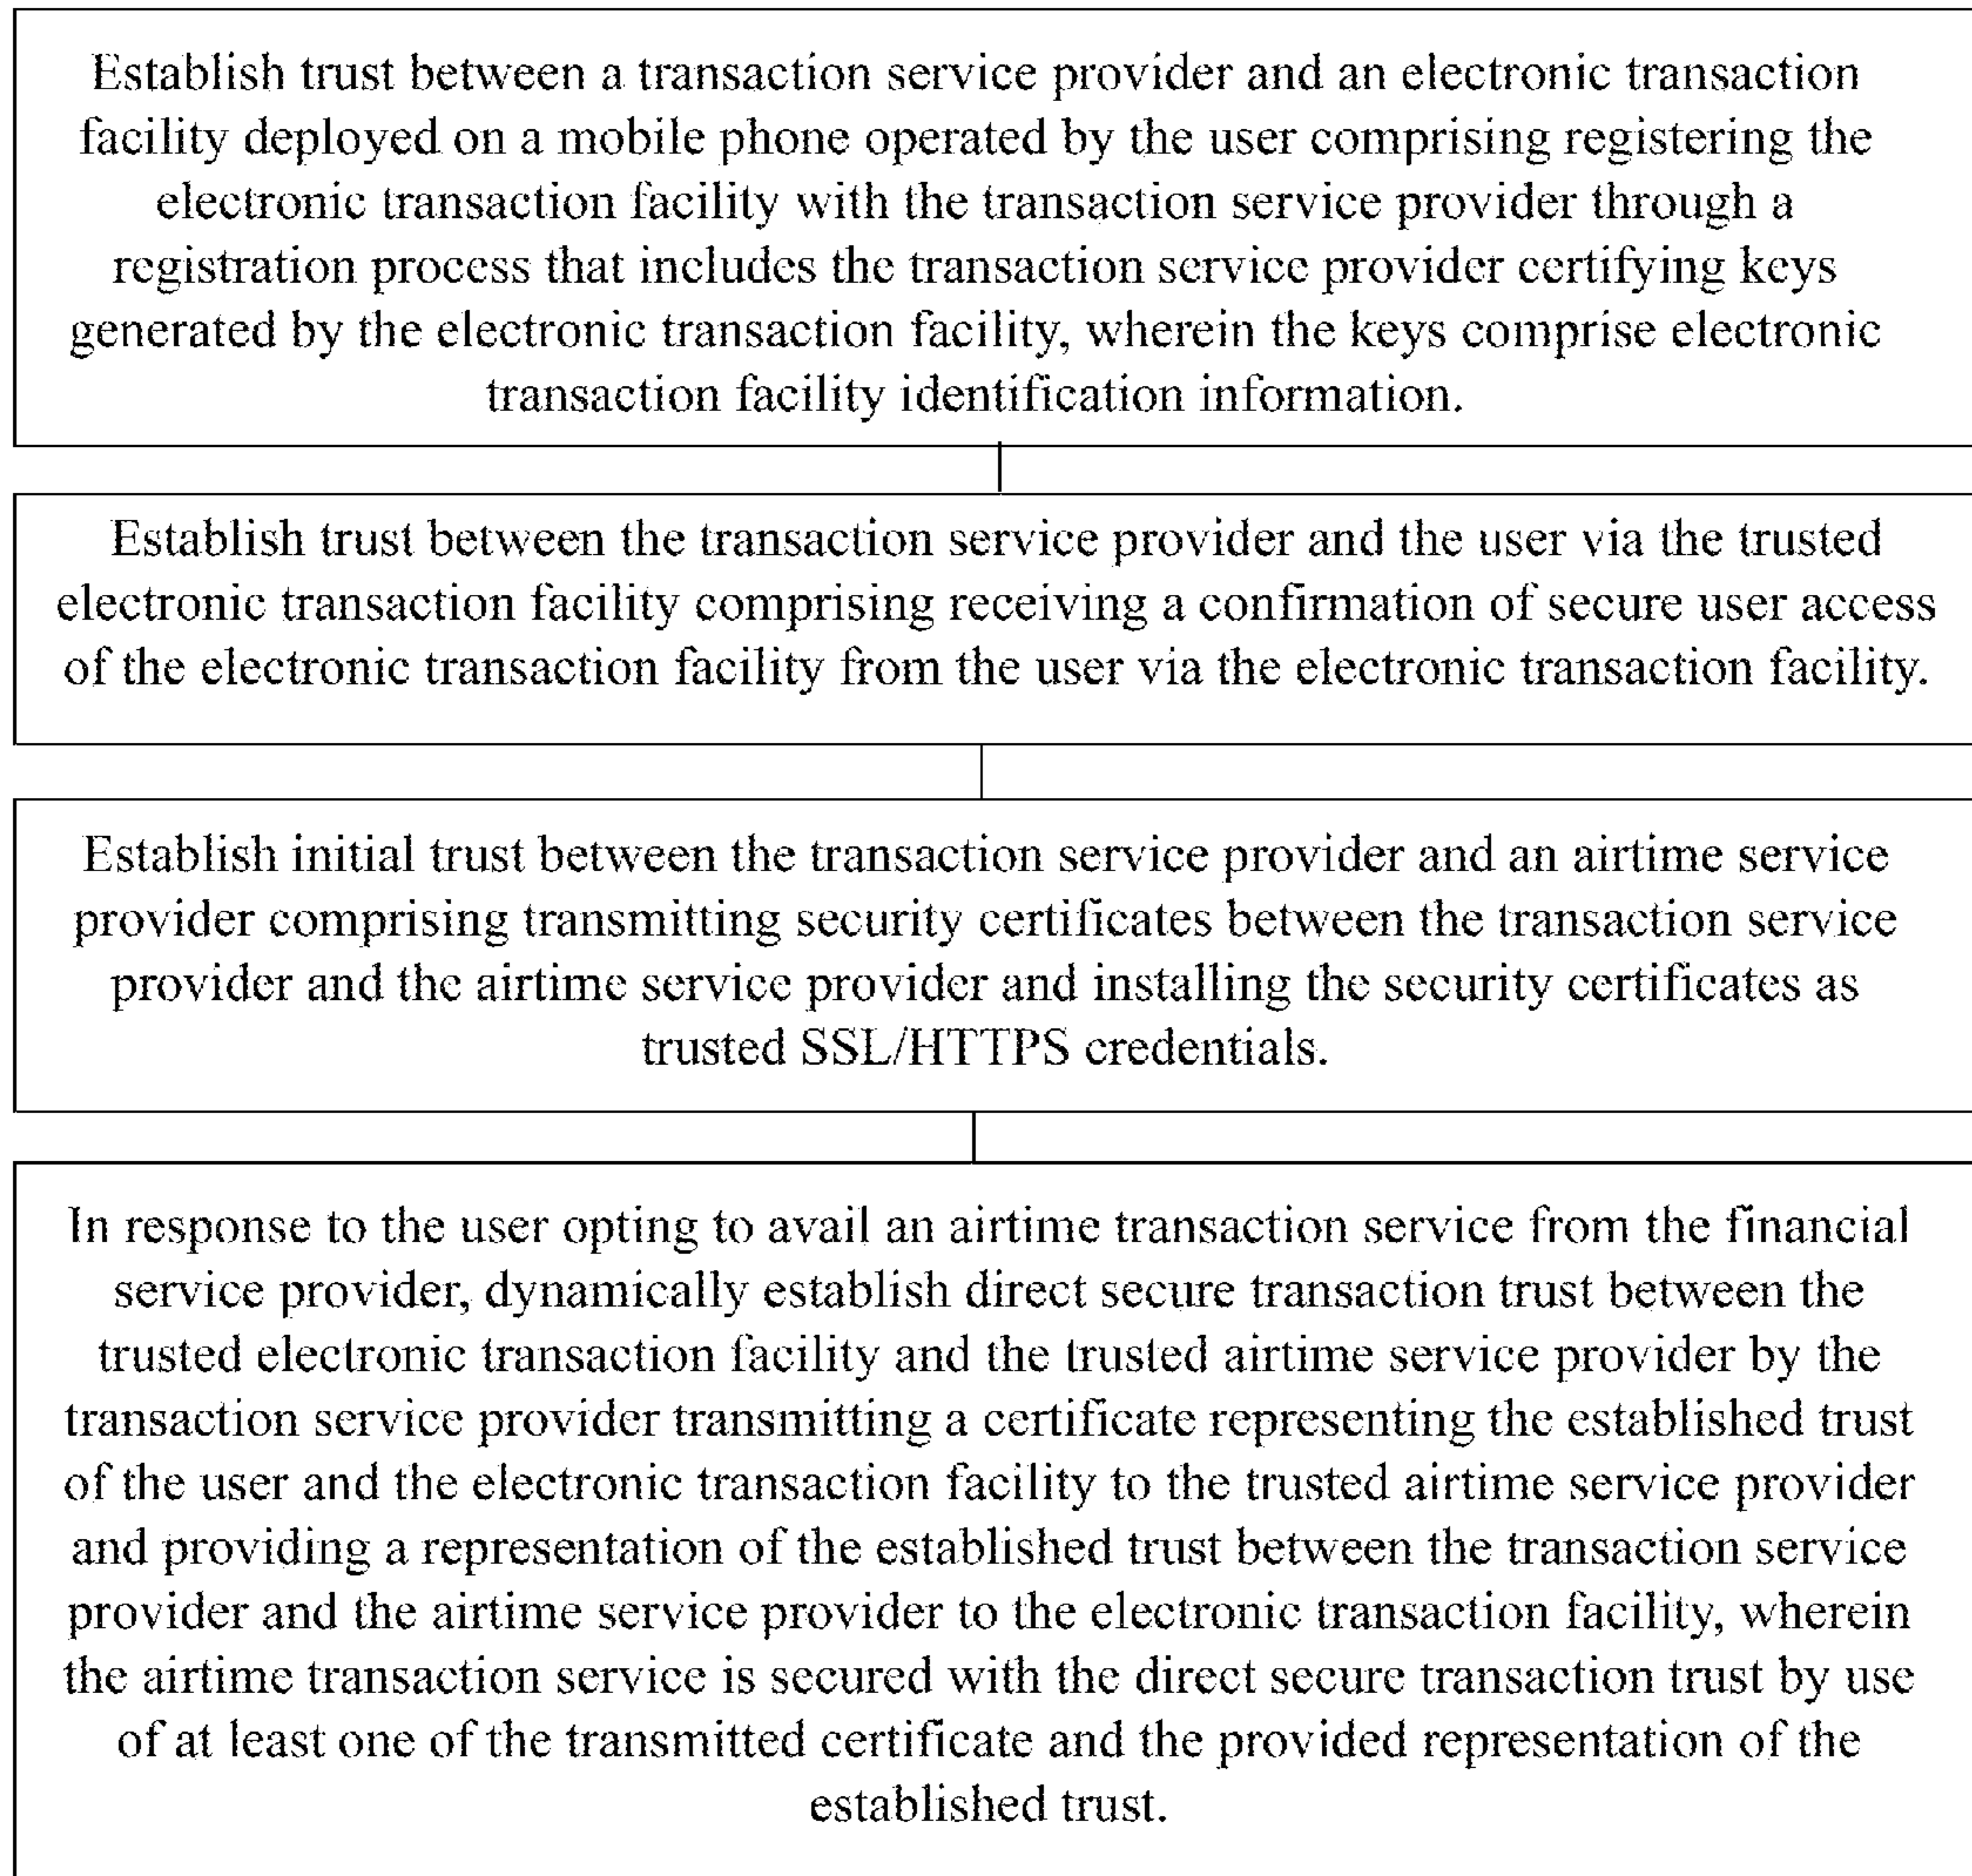 Establish trust between a transaction service provider and an electronic transaction
facility deployed on a mobile phone operated by the user comprising registering the
electronic transaction facility with the transaction service provider through a
registration process that includes the transaction service provider certifying keys
generated by the electronic transaction facility, wherein the keys comprise electronic
transaction facility identification information.
Establish trust between the transaction service provider and the user via the trusted
electronic transaction facility comprising receiving a confirmation of secure user access
of the electronic transaction facility from the user via the electronic transaction facility.
Establish initial trust between the transaction service provider and an airtime service
provider comprising transmitting security certificates between the transaction service
provider and the airtime service provider and installing the security certificates as
trusted SSL/HTTPS credentials.
In response to the user opting to avail an airtime transaction service from the financial
service provider, dynamically establish direct secure transaction trust between the
trusted electronic transaction facility and the trusted airtime service provider by the
transaction service provider transmitting a certificate representing the established trust
of the user and the electronic transaction facility to the trusted airtime service provider
and providing a representation of the established trust between the transaction service
provider and the airtime service provider to the electronic transaction facility, wherein
the airtime transaction service is secured with the direct secure transaction trust by use
of at least one of the transmitted certificate and the provided representation of the
established trust.